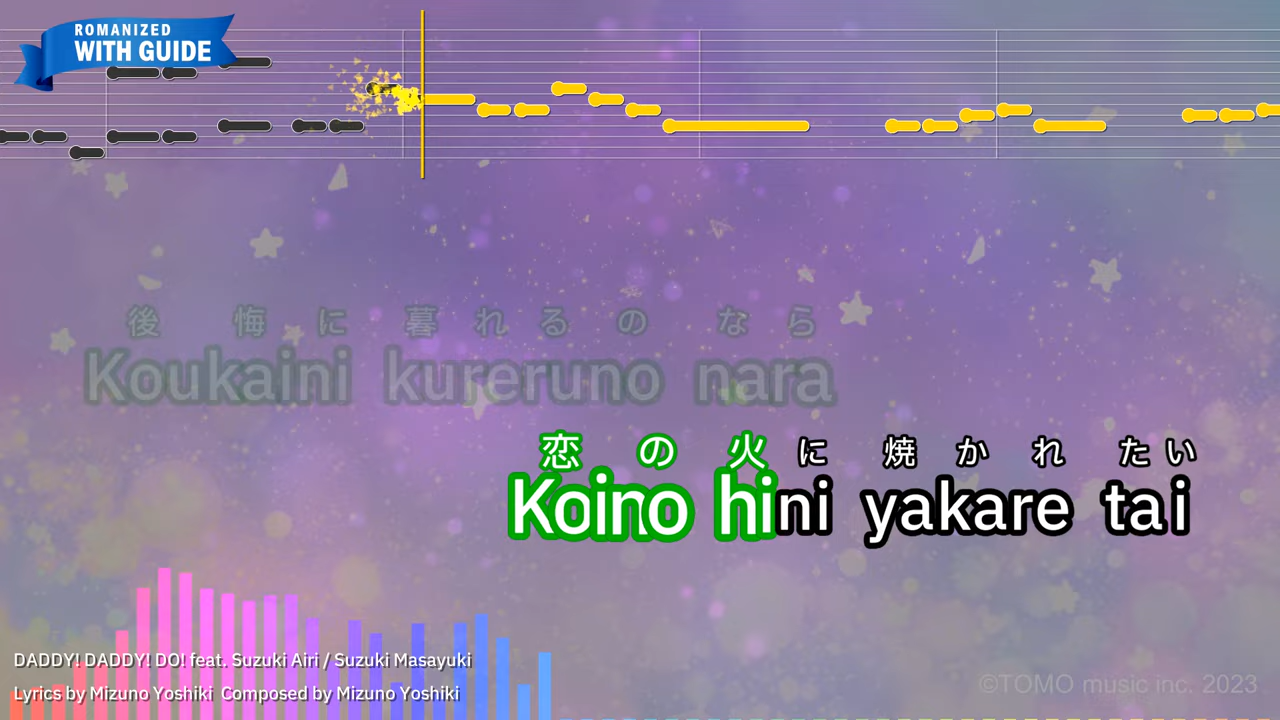 ROMANIZED
WITH GUIDE
後悔に暮れるのなら
Koukaini kureruno nara
恋の火に焼かれたい
Koino hini yakare tai
DADDY! DADDY! DO! feat. Suzuki Airi / Suzuki Masayuki
Lyrics by Mizuno Yoshiki Composed by Mizuno Yoshiki
©TOMO music inc. 2023